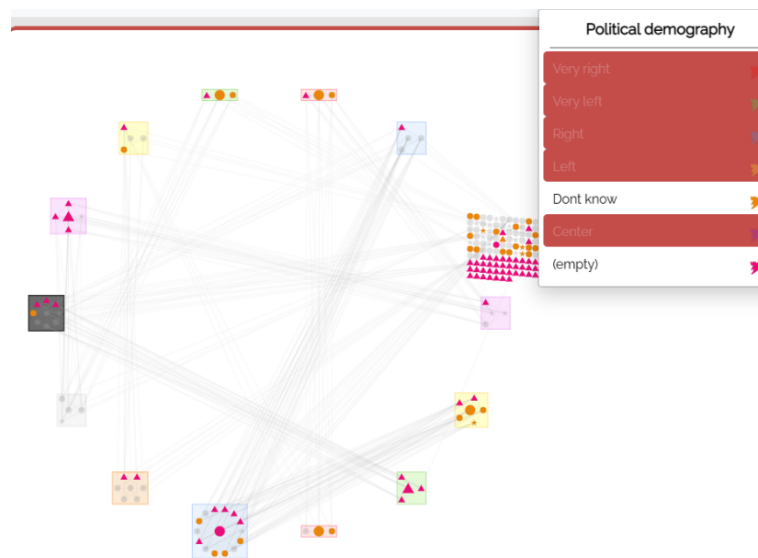 Political demography
Very right
Very left
Right
Left
Dont know
Center
(empty)